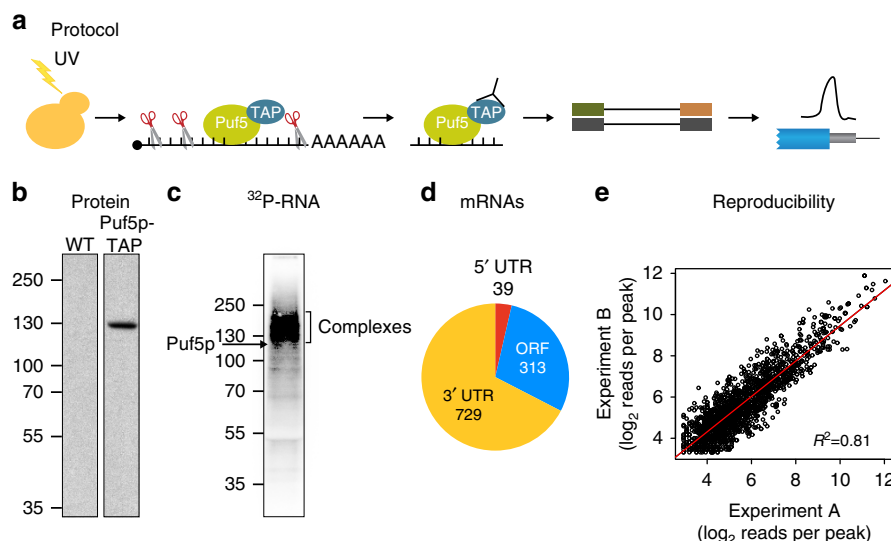 a
Protocol
UV
Puf5
TAP
AAAAAA
Puf5
TAP
b
Protein
WT
Puf5p-
TAP
250
130
100
70
55
35
c
³²P-RNA
250
130
Puf5p
100
70
55
35
Complexes
d
mRNAs
5′ UTR
39
ORF
313
3′ UTR
729
e
Reproducibility
Experiment B
(log₂ reads per peak)
12
10
8
6
4
R²=0.81
4 6 8 10 12
Experiment A
(log₂ reads per peak)